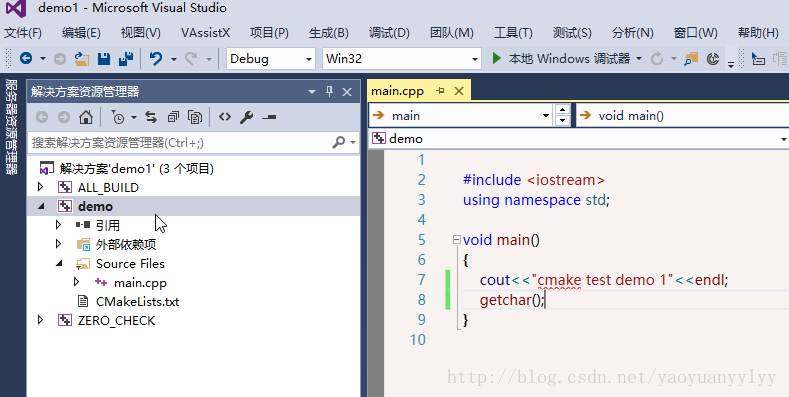 demo1 - Microsoft Visual Studio
文件(F) 编辑(E) 视图(V) VAssistX 项目(P) 生成(B) 调试(D) 团队(M) 工具(T) 测试(S) 分析(N) 窗口(W) 帮助(H)
Debug Win32 本地 Windows 调试器
服务器资源管理器
解决方案资源管理器
搜索解决方案资源管理器(Ctrl+;)
解决方案'demo1' (3 个项目)
ALL_BUILD
demo
引用
外部依赖项
Source Files
main.cpp
CMakeLists.txt
ZERO_CHECK
main.cpp
main void main()
demo
1
2 #include <iostream>
3 using namespace std;
4
5 void main()
6 {
7 cout<<"cmake test demo 1"<<endl;
8 getchar();
9 }
10
http://blog.csdn.net/yaoyuanyylyy